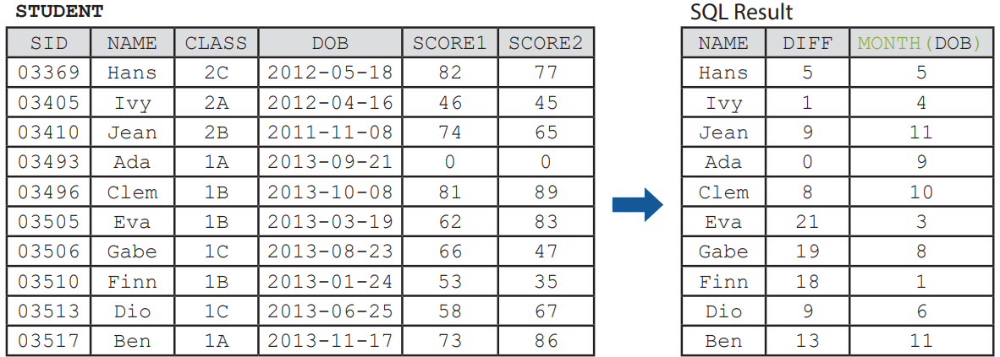 STUDENT
SID NAME CLASS DOB SCORE1 SCORE2
03369 Hans 2C 2012-05-18 82 77
03405 Ivy 2A 2012-04-16 46 45
03410 Jean 2B 2011-11-08 74 65
03493 Ada 1A 2013-09-21 0 0
03496 Clem 1B 2013-10-08 81 89
03505 Eva 1B 2013-03-19 62 83
03506 Gabe 1C 2013-08-23 66 47
03510 Finn 1B 2013-01-24 53 35
03513 Dio 1C 2013-06-25 58 67
03517 Ben 1A 2013-11-17 73 86
SQL Result
NAME DIFF MONTH(DOB)
Hans 5 5
Ivy 1 4
Jean 9 11
Ada 0 9
Clem 8 10
Eva 21 3
Gabe 19 8
Finn 18 1
Dio 9 6
Ben 13 11